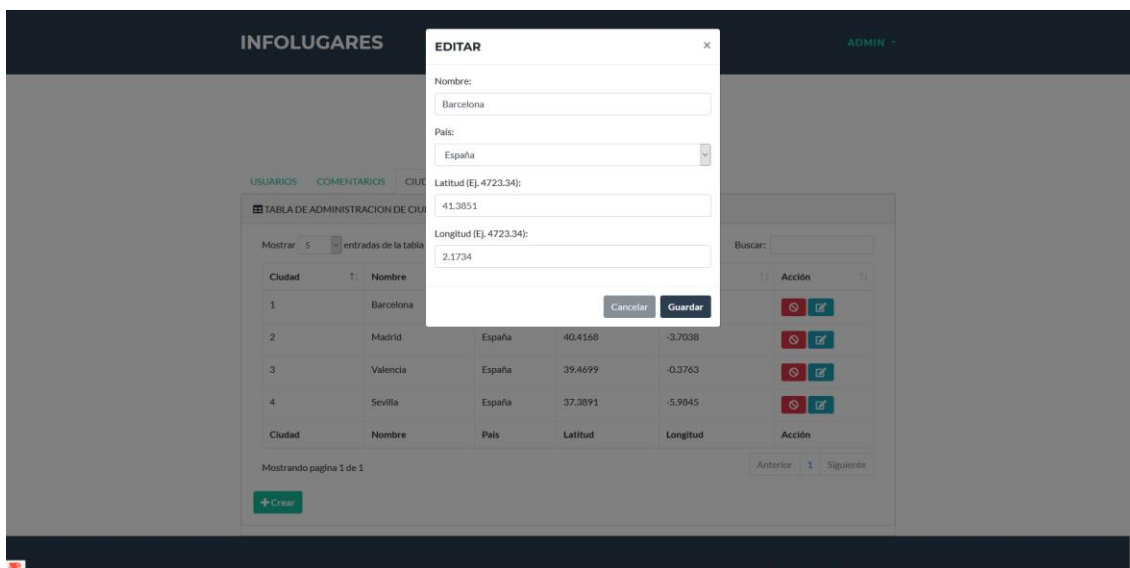 INFOLUGARES
ADMIN
EDITAR
×
Nombre:
Barcelona
País:
España
Latitud (Ej. 4723.34):
41.3851
Longitud (Ej. 4723.34):
2.1734
Cancelar Guardar
USUARIOS COMENTARIOS
TABLA DE ADMINISTRACION DE
Mostrar 5 entradas de la tabla Buscar:
Ciudad Nombre Acción
1 Barcelona
2 Madrid España 40.4168 -3.7038
3 Valencia España 39.4699 -0.3763
4 Sevilla España 37.3891 -5.9845
Ciudad Nombre Pais Latitud Longitud Acción
Mostrando pagina 1 de 1 Anterior 1 Siguiente
+Crear